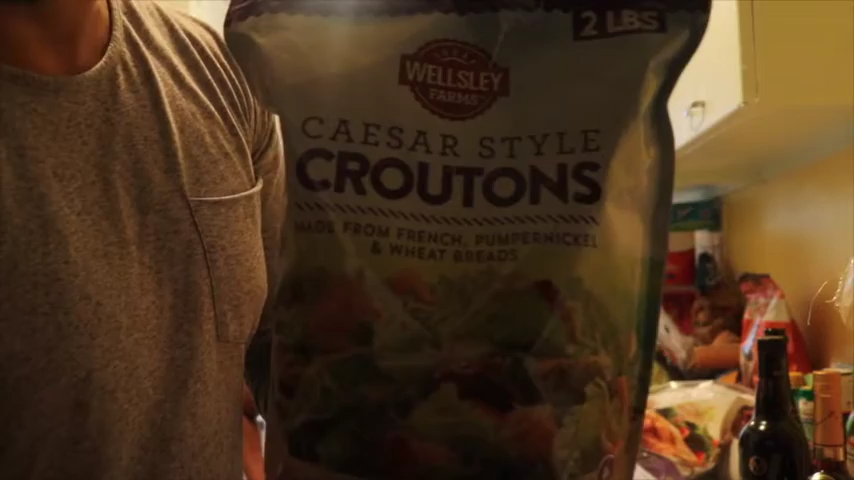 2 LBS
WELLSLEY
FARMS
CAESAR STYLE
CROUTONS
MADE FROM FRENCH, PUMPERNICKEL
& WHEAT BREADS